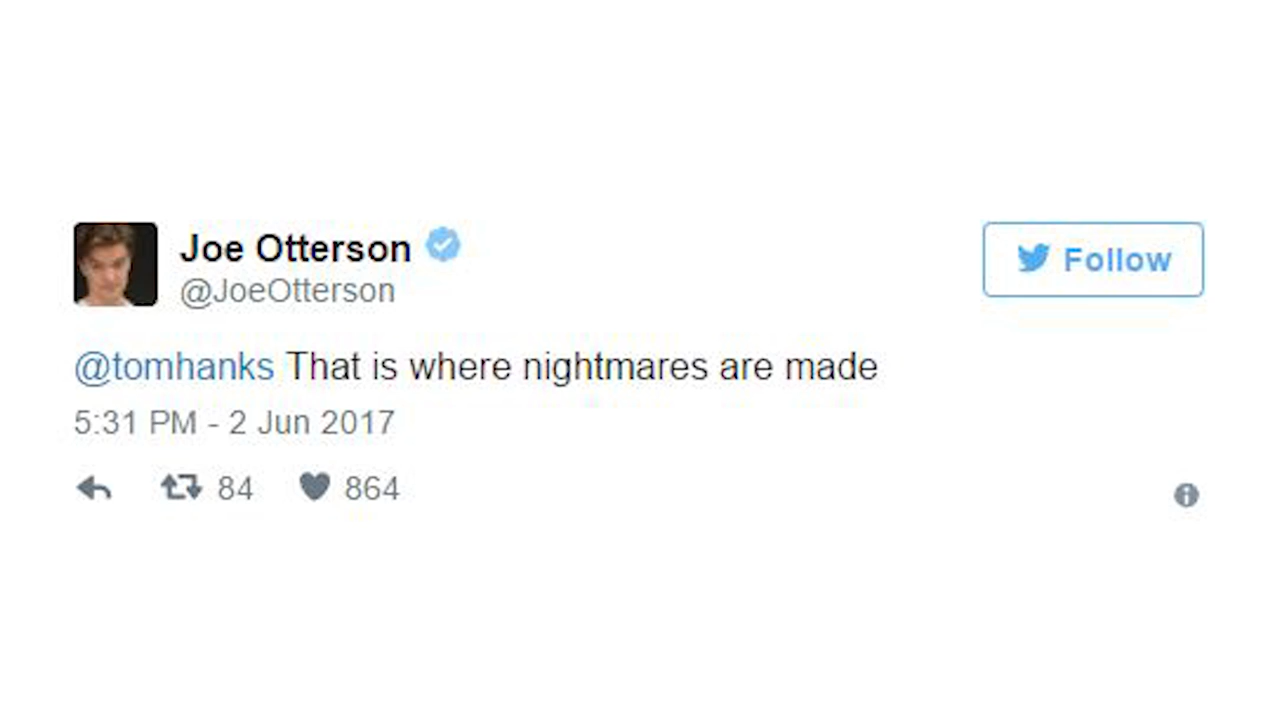 Joe Otterson
@JoeOtterson
Follow
@tomhanks That is where nightmares are made
5:31 PM - 2 Jun 2017
84 864